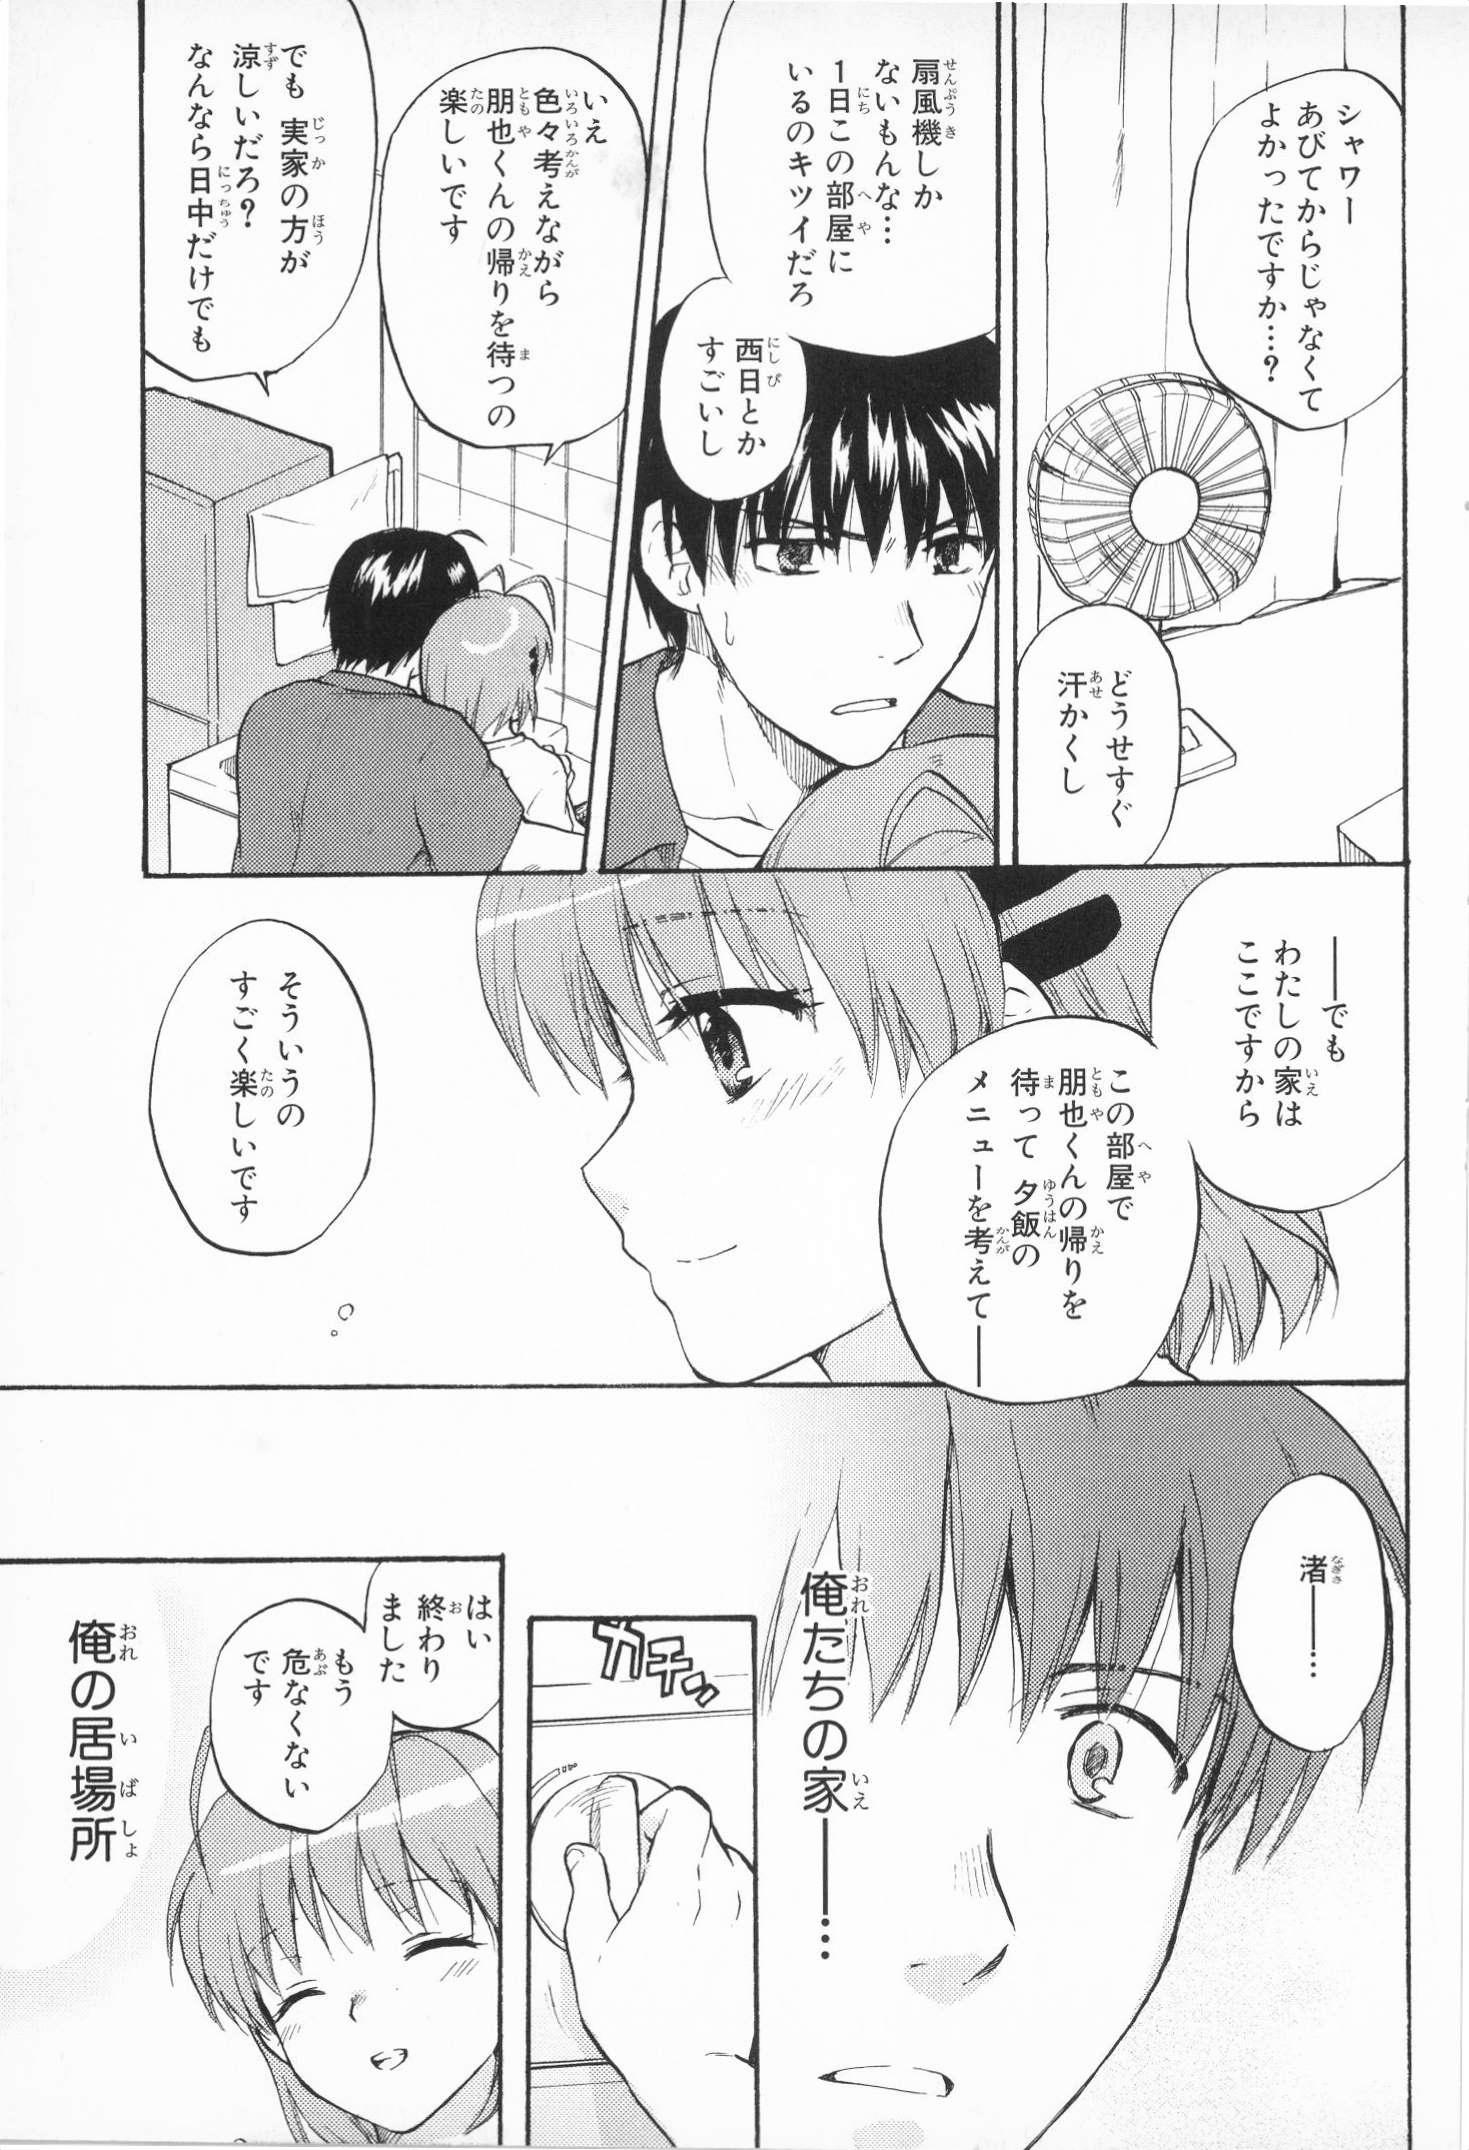 シャワー
あびてからじゃなくて
よかったですか…？
どうせすぐ
汗かくし
扇風機しか
ないもんな…
1日この部屋に
いるのキツイだろ
西日とか
すごいし
いえ
色々考えながら
朋也くんの帰りを待つの
楽しいです
でも 実家の方が
涼しいだろ？
なんなら日中だけでも
――でも
わたしの家は
ここですから
この部屋で
朋也くんの帰りを
待って 夕飯の
メニューを考えて――
そういうの
すごく楽しいです
渚――…
俺たちの家――…
カチッ
はい
終わり
ました
もう
危なくない
です
俺の居場所